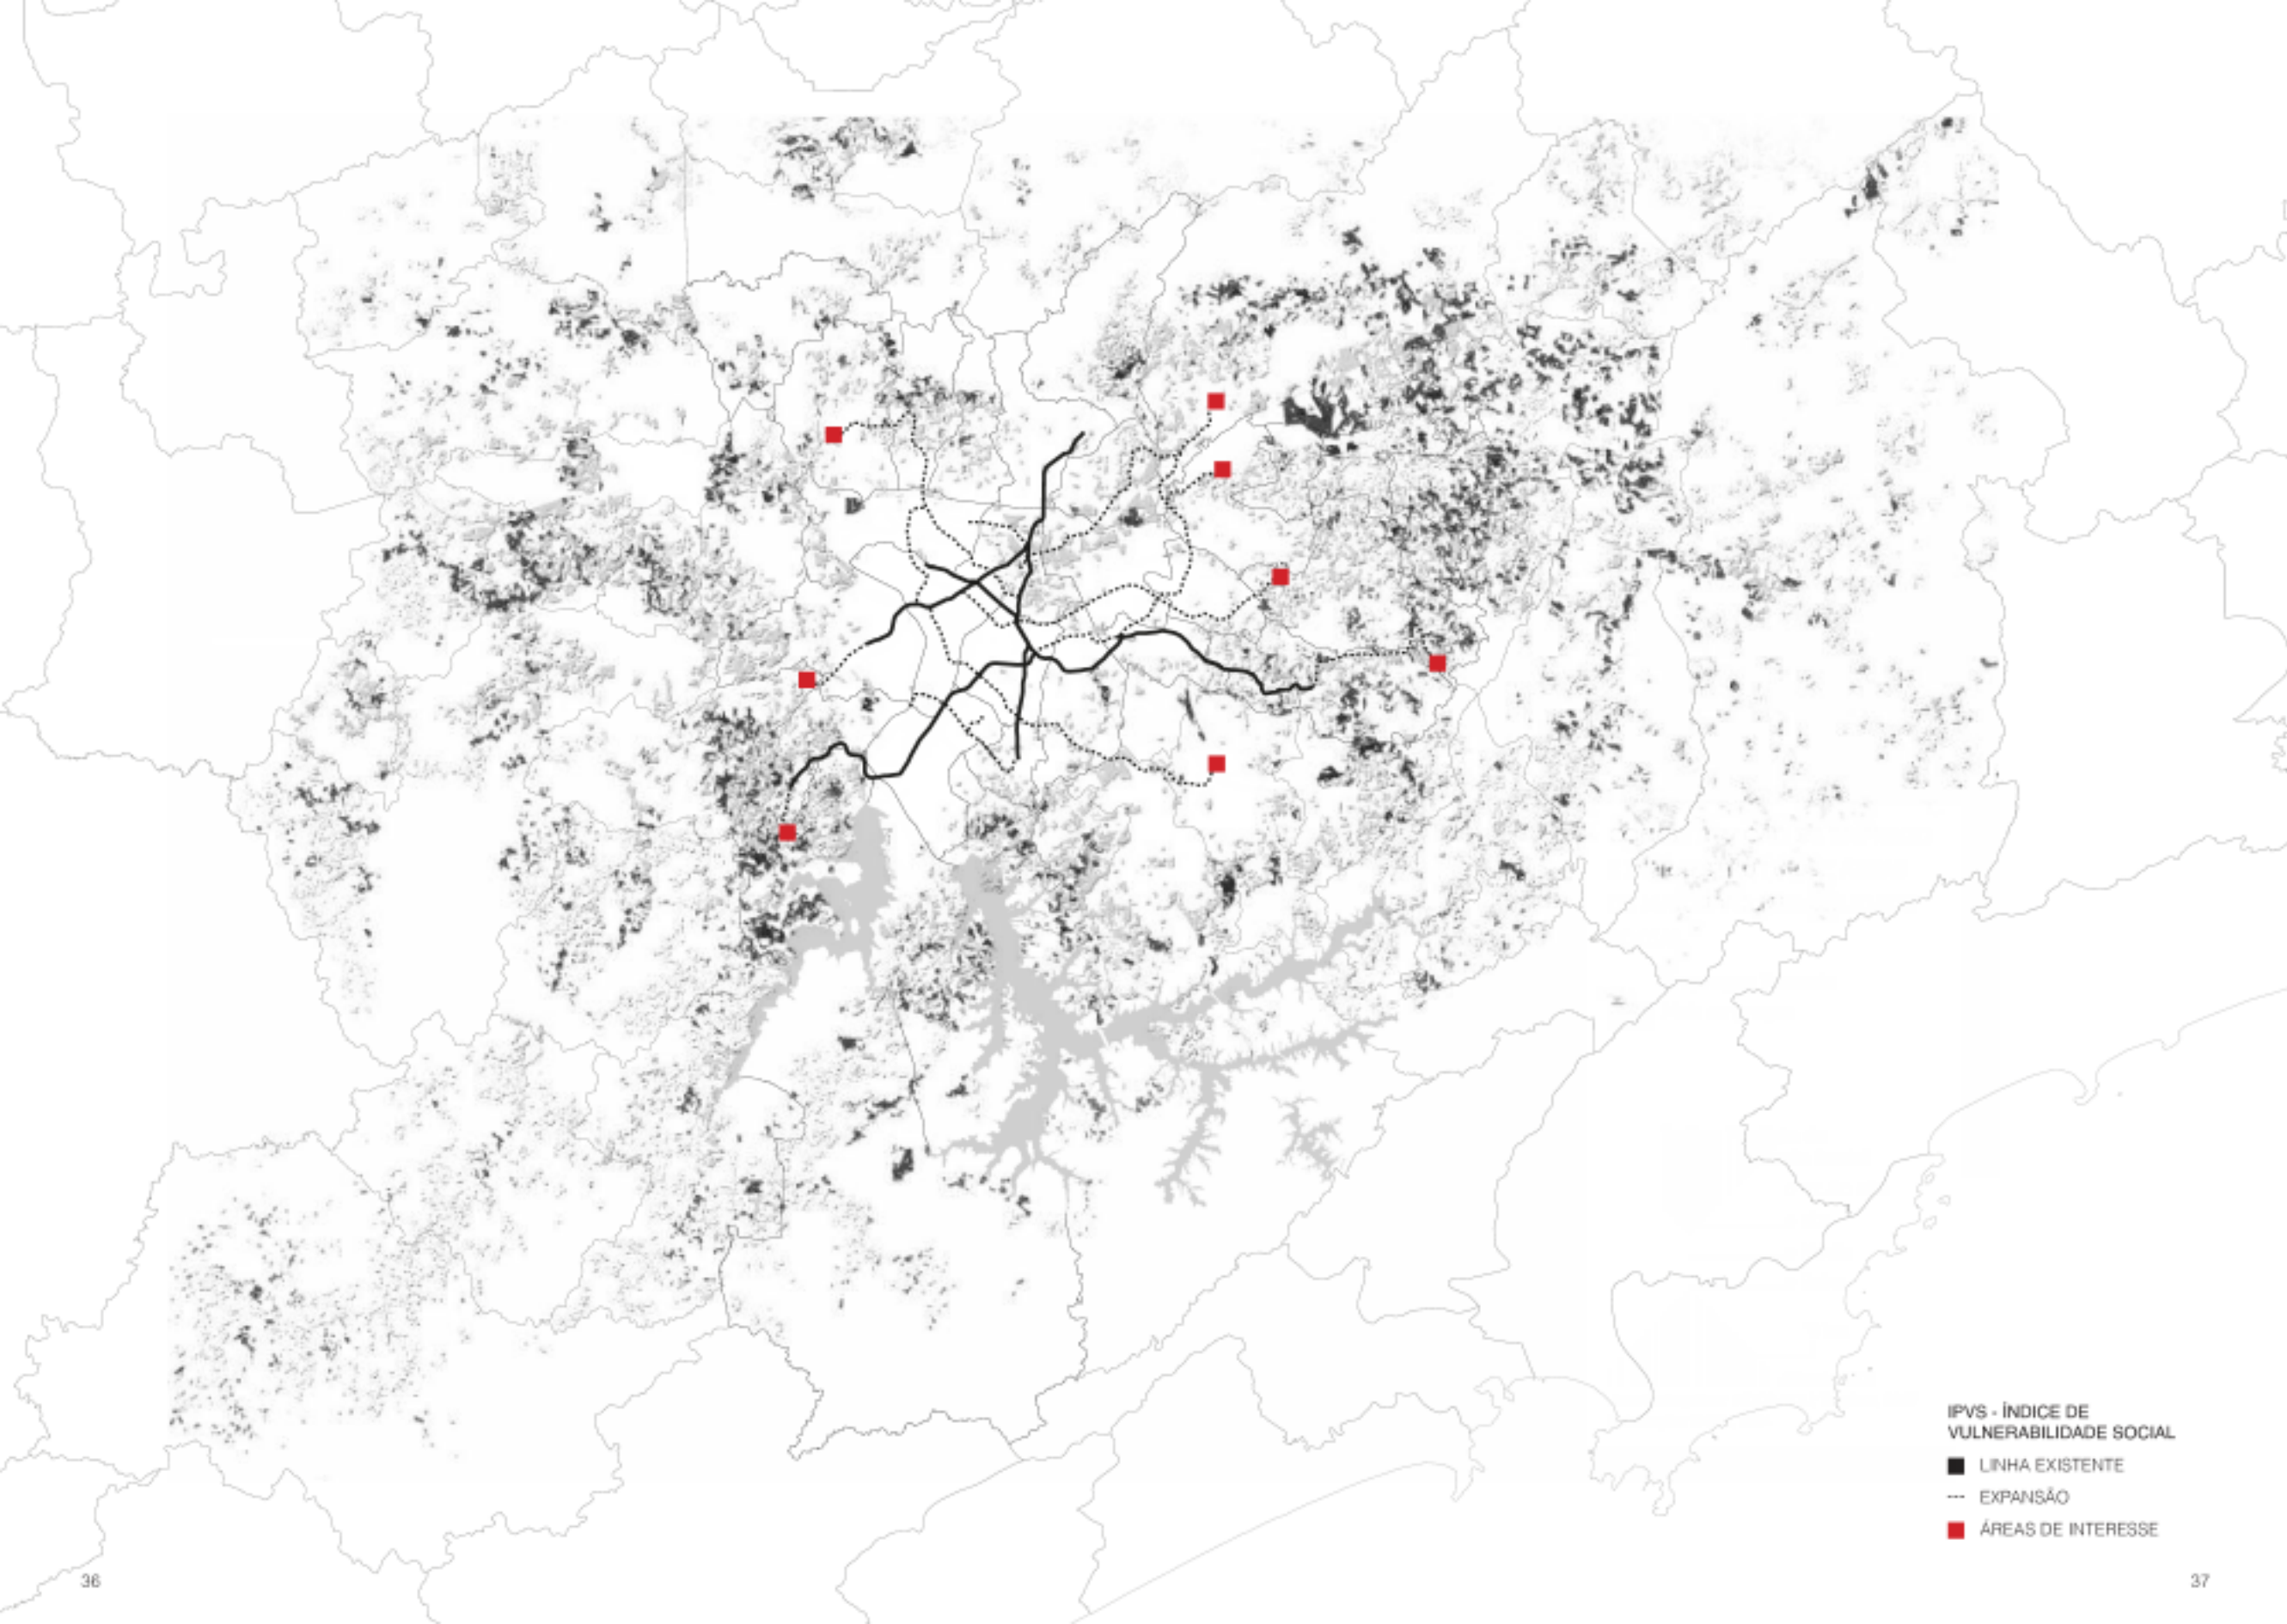 IPVS - ÍNDICE DE
VULNERABILIDADE SOCIAL
LINHA EXISTENTE
EXPANSÃO
ÁREAS DE INTERESSE
36
37